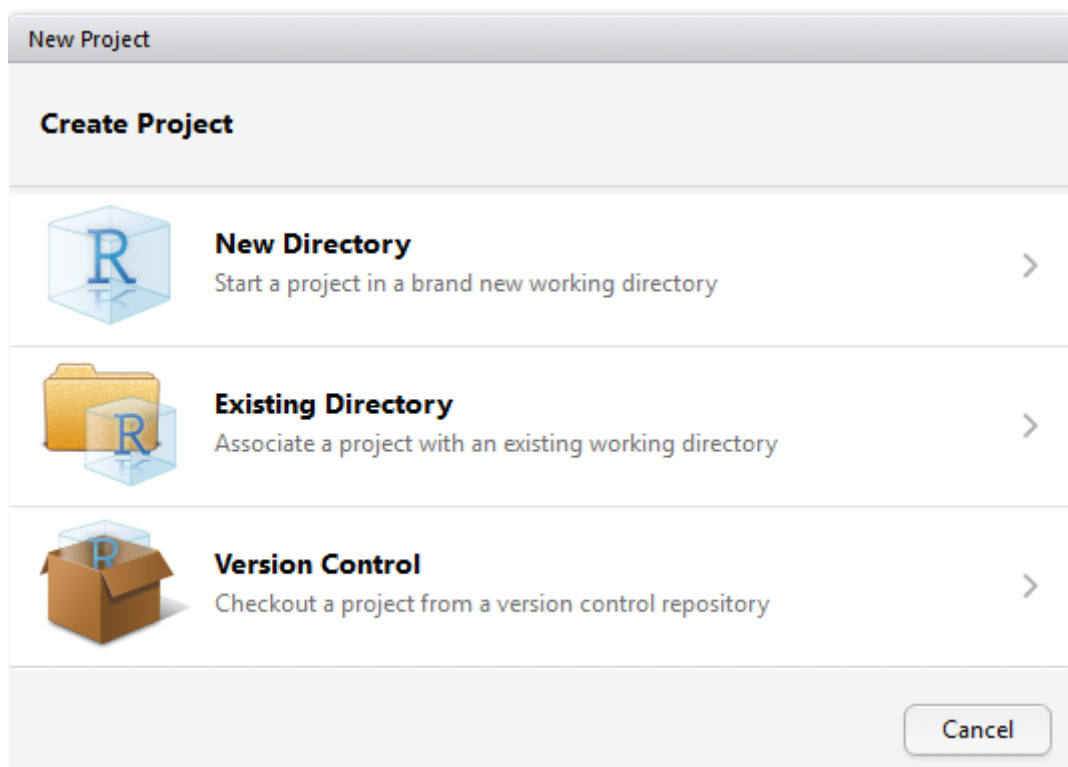 New Project
Create Project
R
New Directory
Start a project in a brand new working directory
R
Existing Directory
Associate a project with an existing working directory
R
Version Control
Checkout a project from a version control repository
Cancel